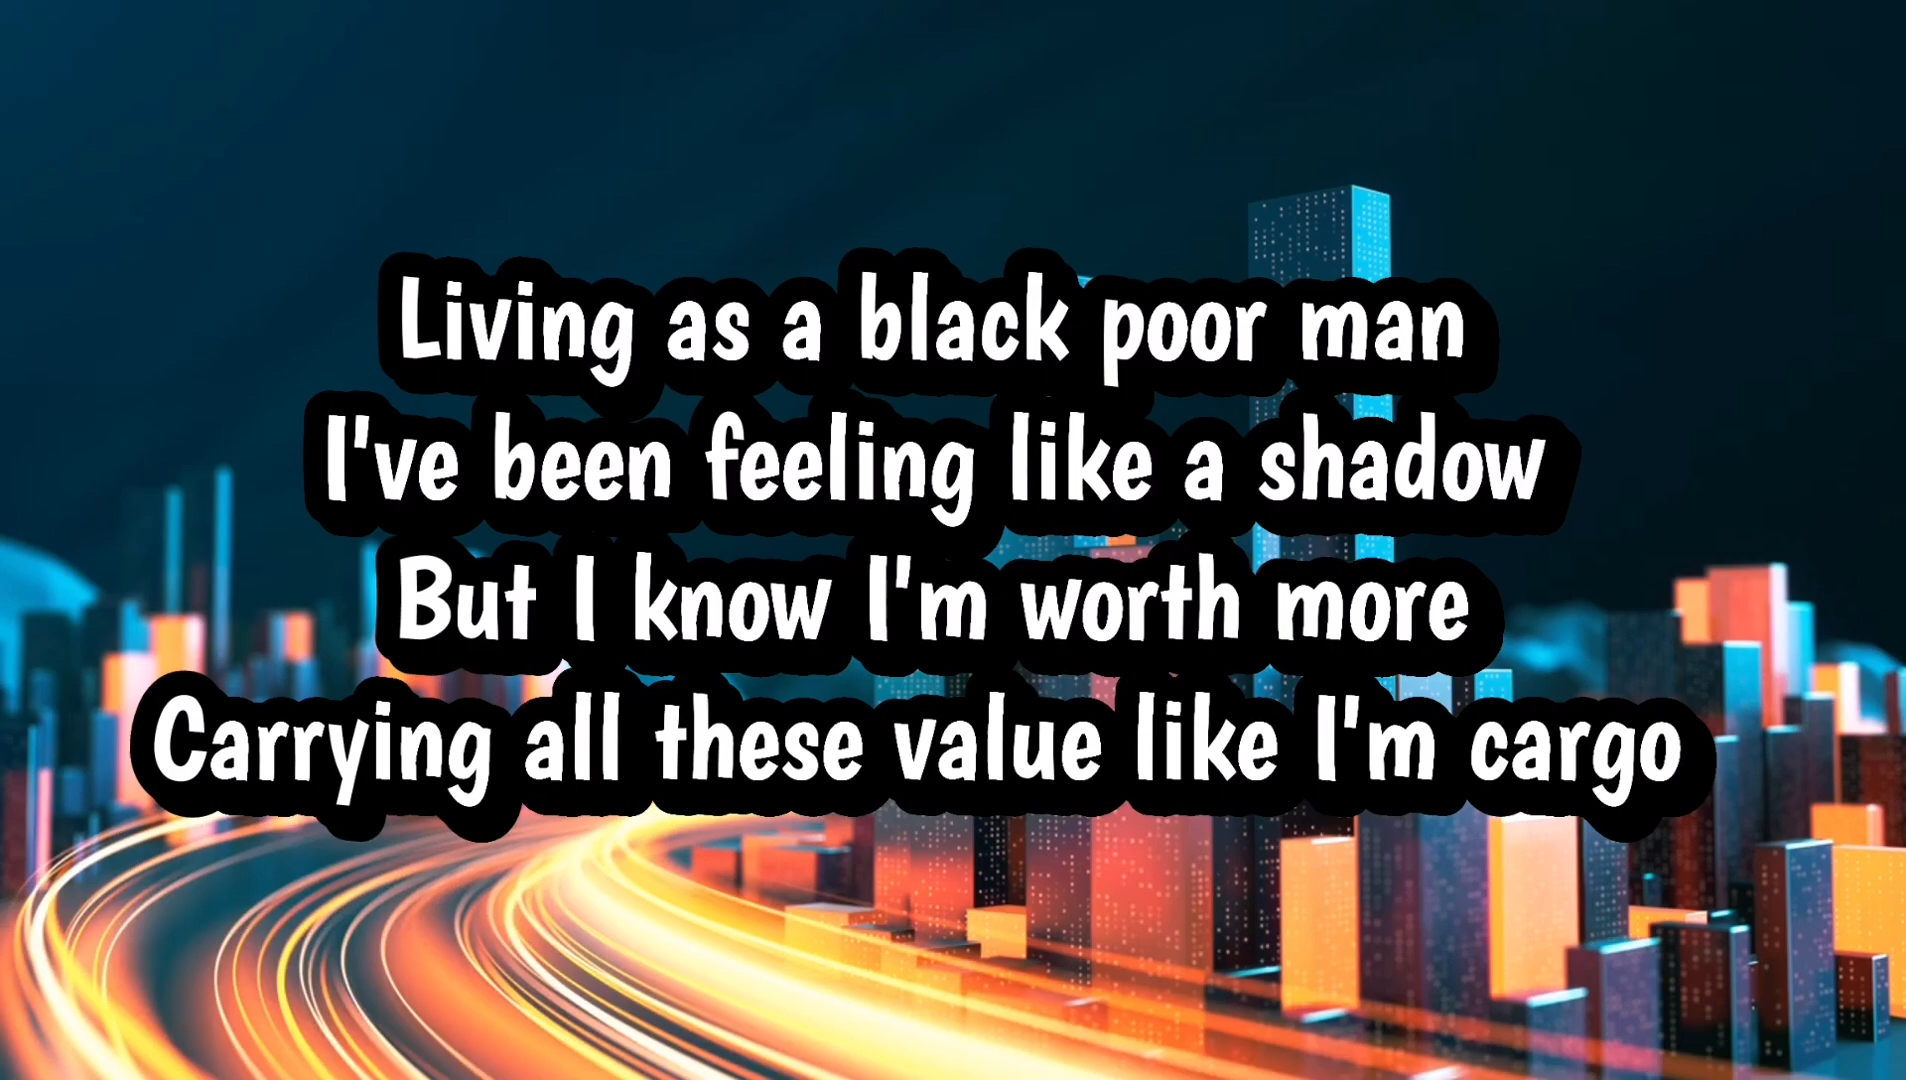 Living as a black poor man
I've been feeling like a shadow
But I know I'm worth more
Carrying all these value like I'm cargo